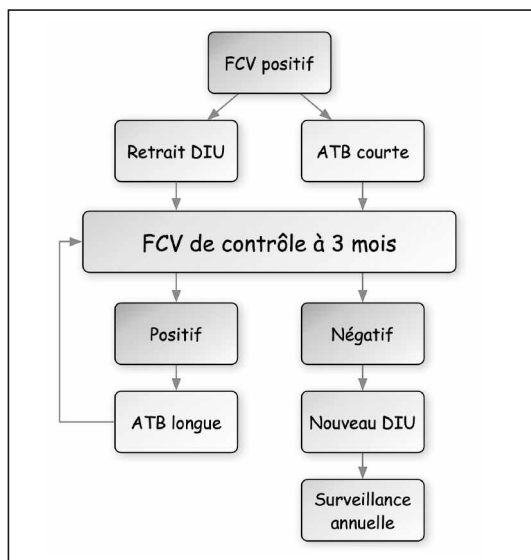 FCV positif
Retrait DIU
ATB courte
FCV de contrôle à 3 mois
Positif
Négatif
ATB longue
Nouveau DIU
Surveillance
annuelle